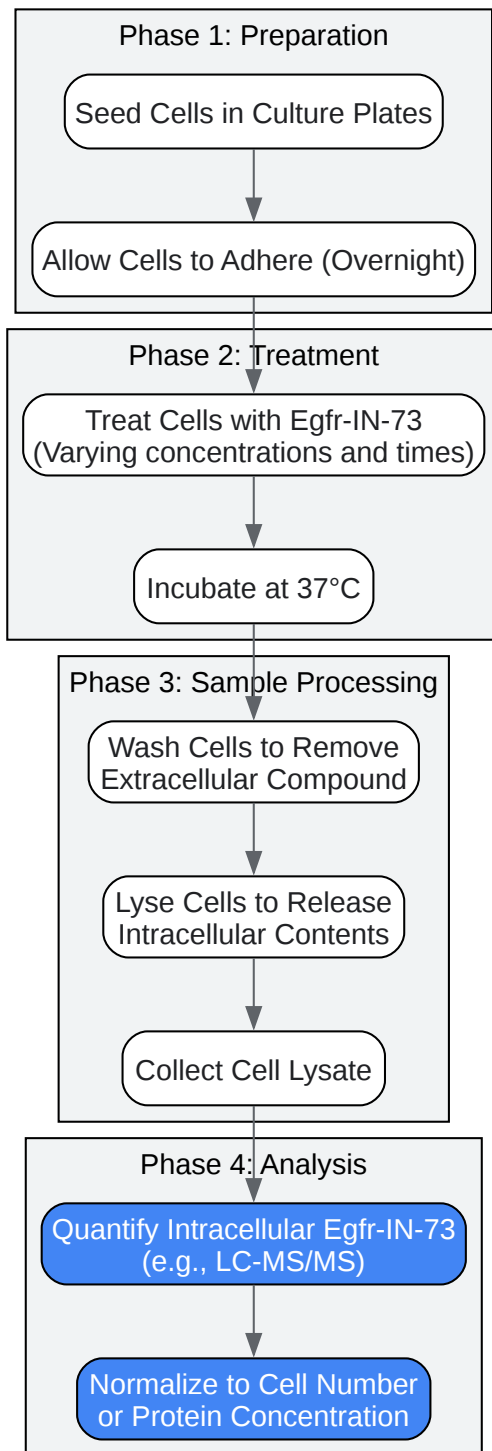 Phase 1: Preparation
Seed Cells in Culture Plates
Allow Cells to Adhere (Overnight)
Phase 2: Treatment
Treat Cells with Egfr-IN-73
(Varying concentrations and times)
Incubate at 37°C
Phase 3: Sample Processing
Wash Cells to Remove
Extracellular Compound
Lyse Cells to Release
Intracellular Contents
Collect Cell Lysate
Phase 4: Analysis
Quantify Intracellular Egfr-IN-73
(e.g., LC-MS/MS)
Normalize to Cell Number
or Protein Concentration